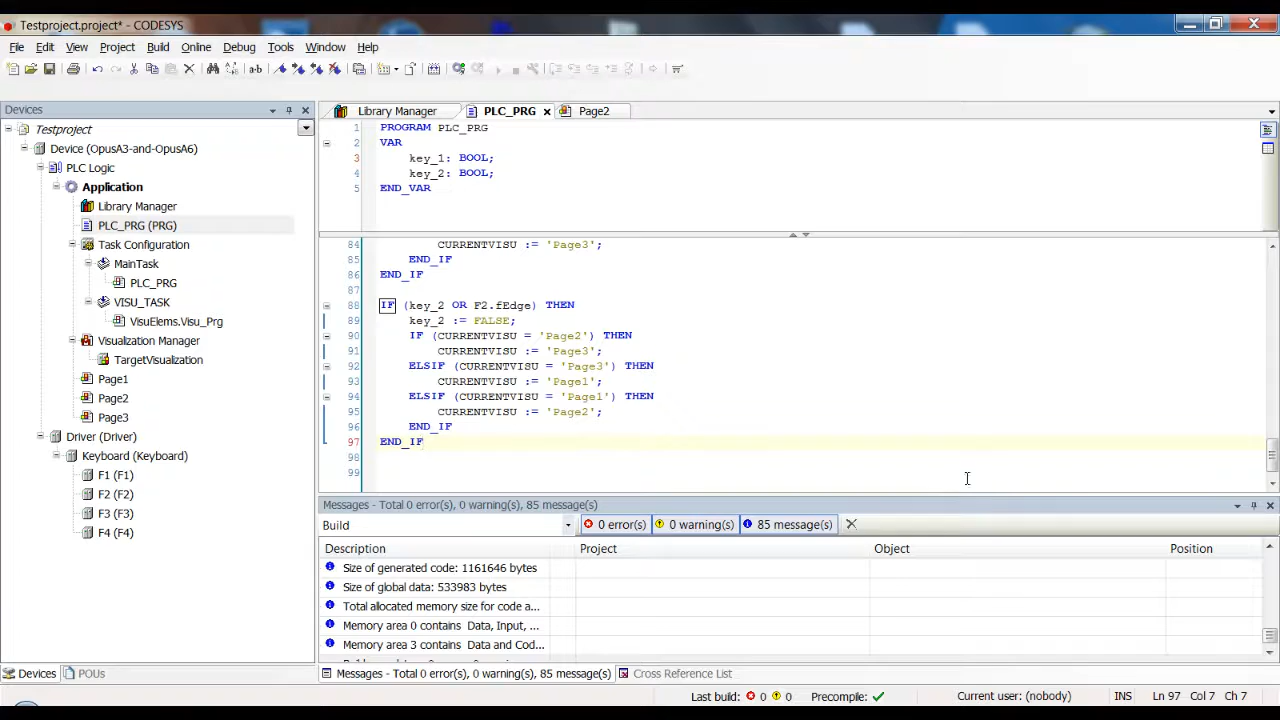 Testproject.project* - CODESYS
File Edit View Project Build Online Debug Tools Window Help
Devices
Testproject
Device (OpusA3-and-OpusA6)
PLC Logic
Application
Library Manager
PLC_PRG (PRG)
Task Configuration
MainTask
PLC_PRG
VISU_TASK
VisuElems.Visu_Prg
Visualization Manager
TargetVisualization
Page1
Page2
Page3
Driver (Driver)
Keyboard (Keyboard)
F1 (F1)
F2 (F2)
F3 (F3)
F4 (F4)
Devices POUs
Library Manager PLC_PRG Page2
1 PROGRAM PLC_PRG
2 VAR
3 key_1: BOOL;
4 key_2: BOOL;
5 END_VAR
84 CURRENTVISU := 'Page3';
85 END_IF
86 END_IF
87
88 IF (key_2 OR F2.fEdge) THEN
89 key_2 := FALSE;
90 IF (CURRENTVISU = 'Page2') THEN
91 CURRENTVISU := 'Page3';
92 ELSIF (CURRENTVISU = 'Page3') THEN
93 CURRENTVISU := 'Page1';
94 ELSIF (CURRENTVISU = 'Page1') THEN
95 CURRENTVISU := 'Page2';
96 END_IF
97 END_IF
98
99
Messages - Total 0 error(s), 0 warning(s), 85 message(s)
Build 0 error(s) 0 warning(s) 85 message(s)
Description Project Object Position
Size of generated code: 1161646 bytes
Size of global data: 533983 bytes
Total allocated memory size for code a...
Memory area 0 contains Data, Input, ...
Memory area 3 contains Data and Cod...
Messages - Total 0 error(s), 0 warning(s), 85 message(s) Cross Reference List
Last build: 0 0 Precompile: Current user: (nobody) INS Ln 97 Col 7 Ch 7